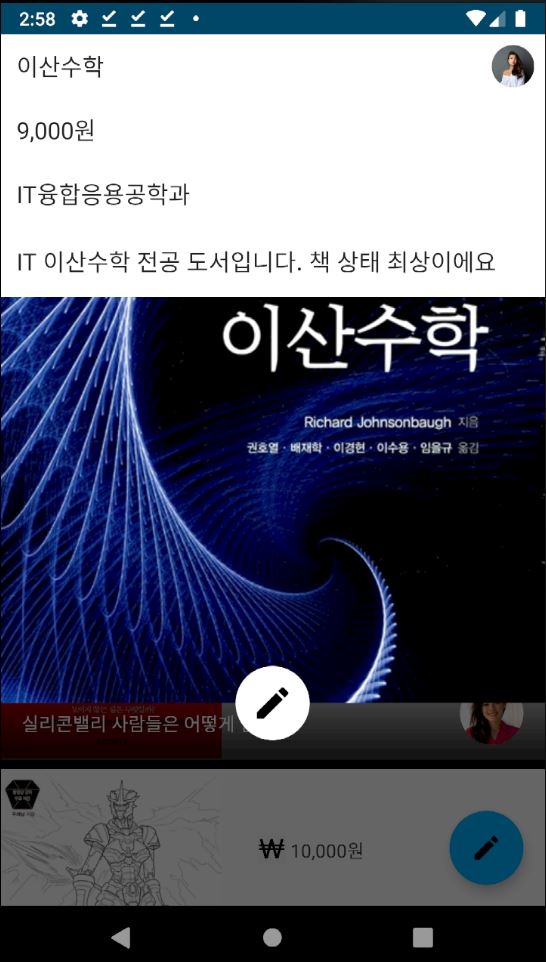 2:58
이산수학
9,000원
IT융합응용공학과
IT 이산수학 전공 도서입니다. 책 상태 최상이에요
이산수학
Richard Johnsonbaugh 지음
권호열 · 배재학 · 이경현 · 이수용 · 임을규 옮김
실리콘밸리 사람들은 어떻게
₩ 10,000원